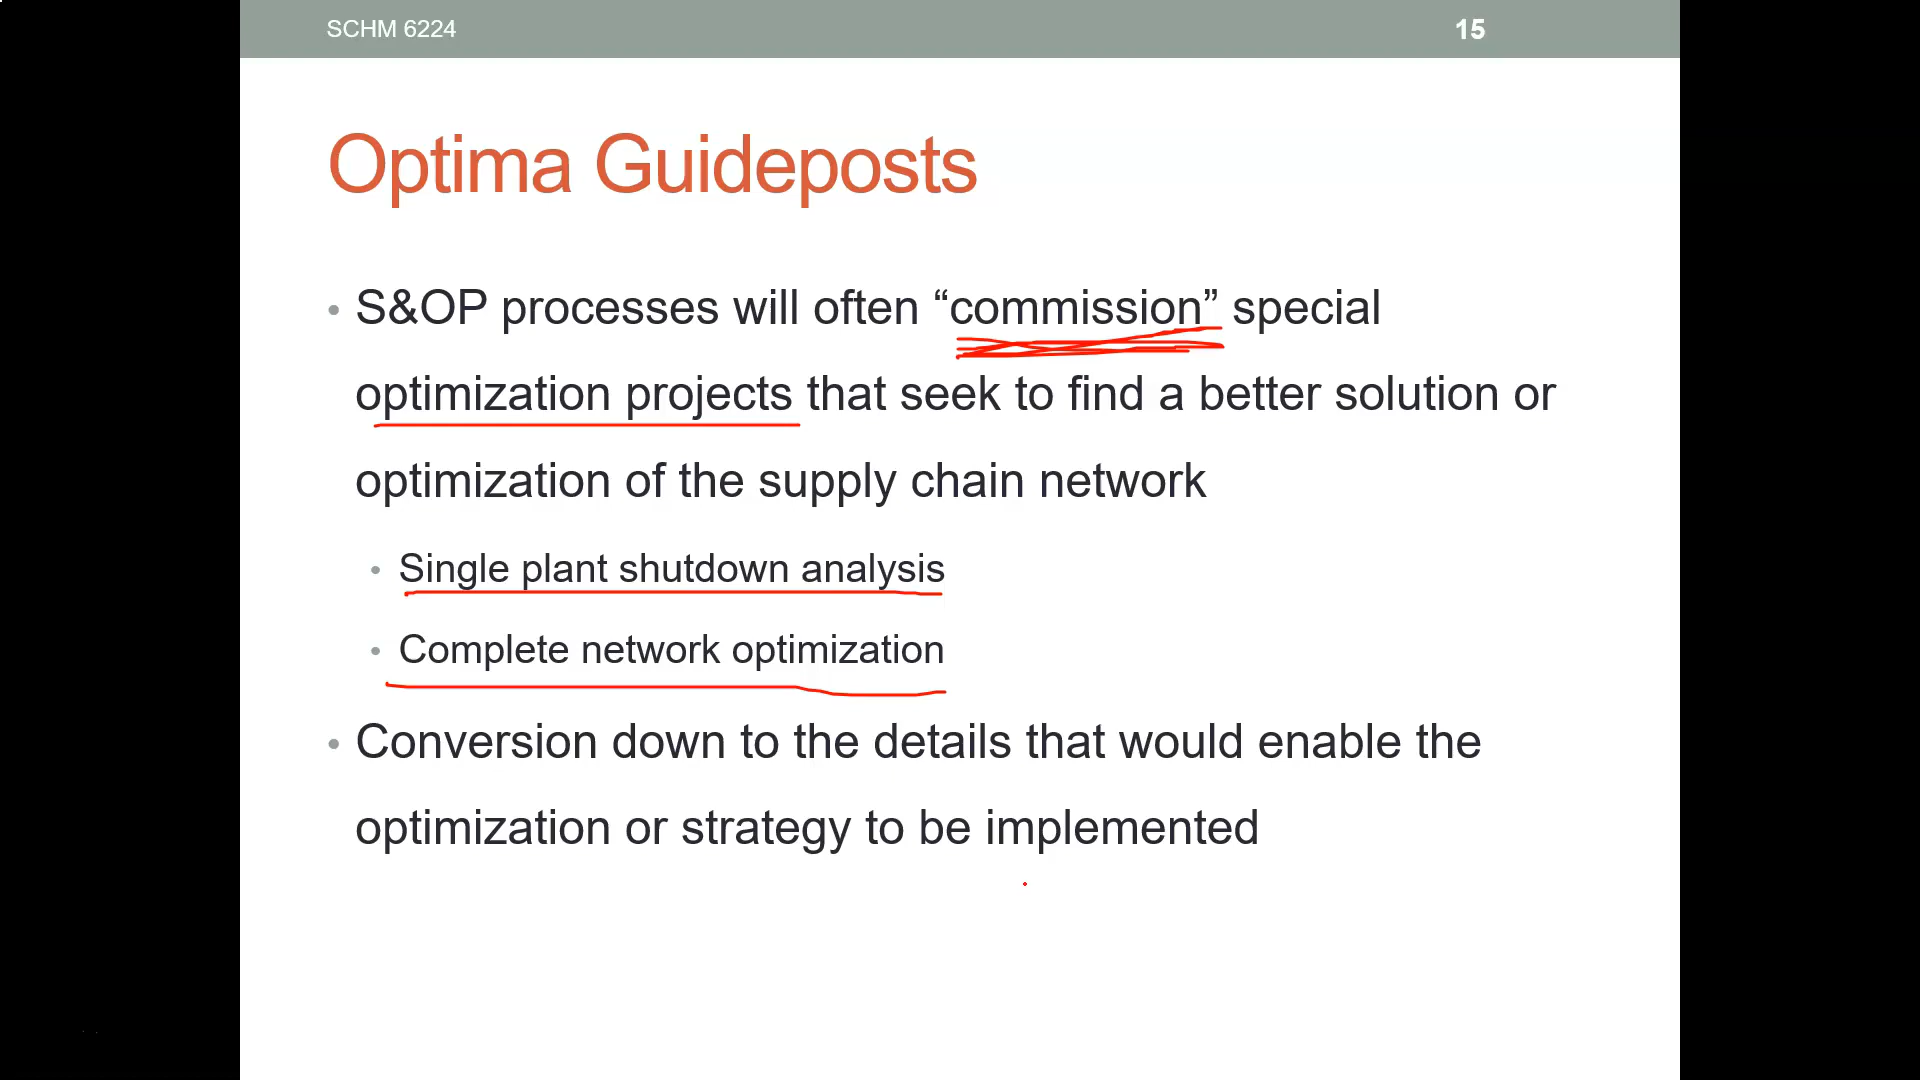 SCHM 6224
15
Optima Guideposts
• S&OP processes will often “commission” special
optimization projects that seek to find a better solution or
optimization of the supply chain network
• Single plant shutdown analysis
• Complete network optimization
• Conversion down to the details that would enable the
optimization or strategy to be implemented